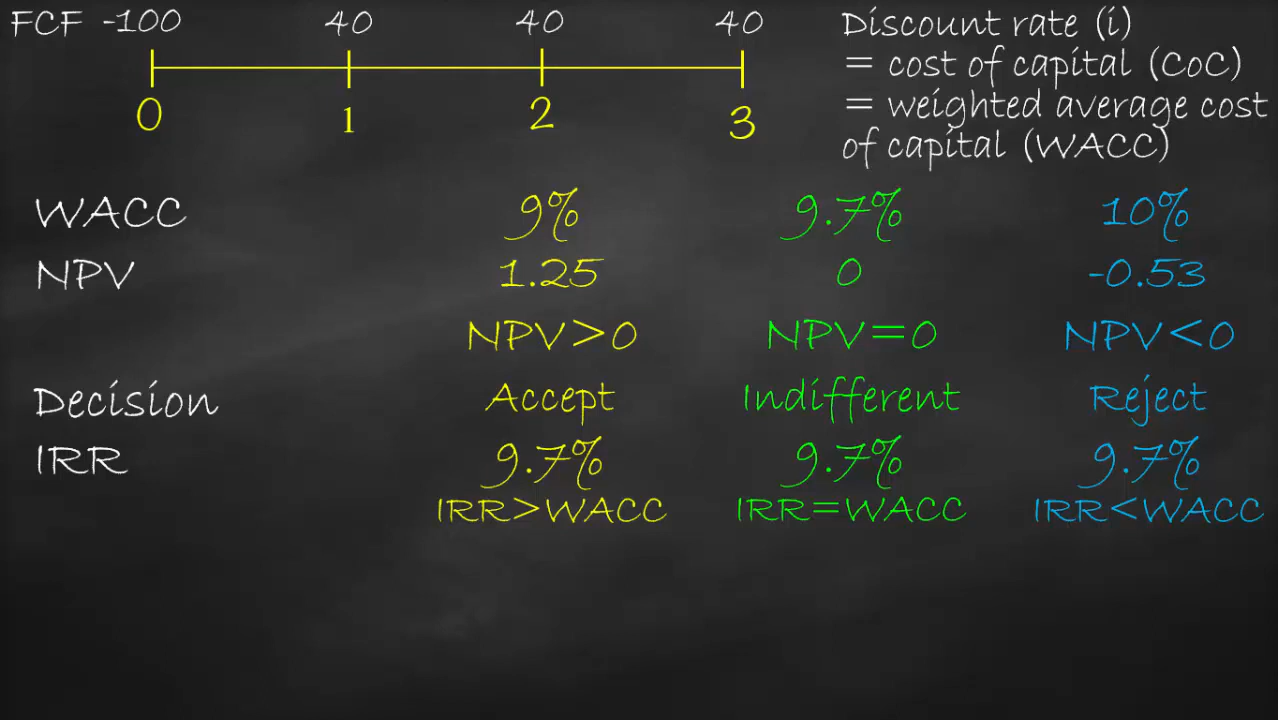 FCF -100 40 40 40
0 1 2 3
Discount rate (i)
= cost of capital (CoC)
= weighted average cost
of capital (WACC)
WACC 9% 9.7% 10%
NPV 1.25 0 -0.53
NPV>0 NPV=0 NPV<0
Decision Accept Indifferent Reject
IRR 9.7% 9.7% 9.7%
IRR>WACC IRR=WACC IRR<WACC